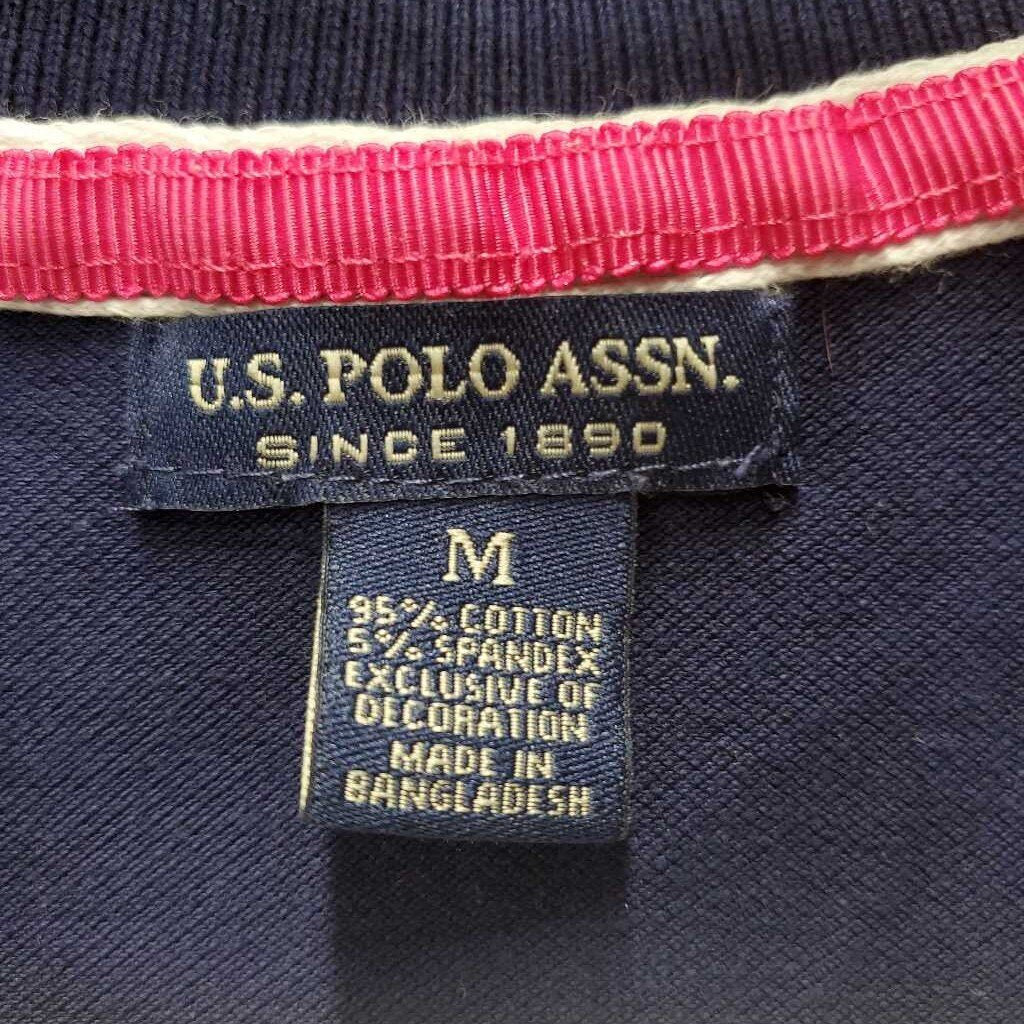 U.S. POLO ASSN.
SINCE 1890
M
95% COTTON
5% SPANDEX
EXCLUSIVE OF
DECORATION
MADE IN
BANGLADESH